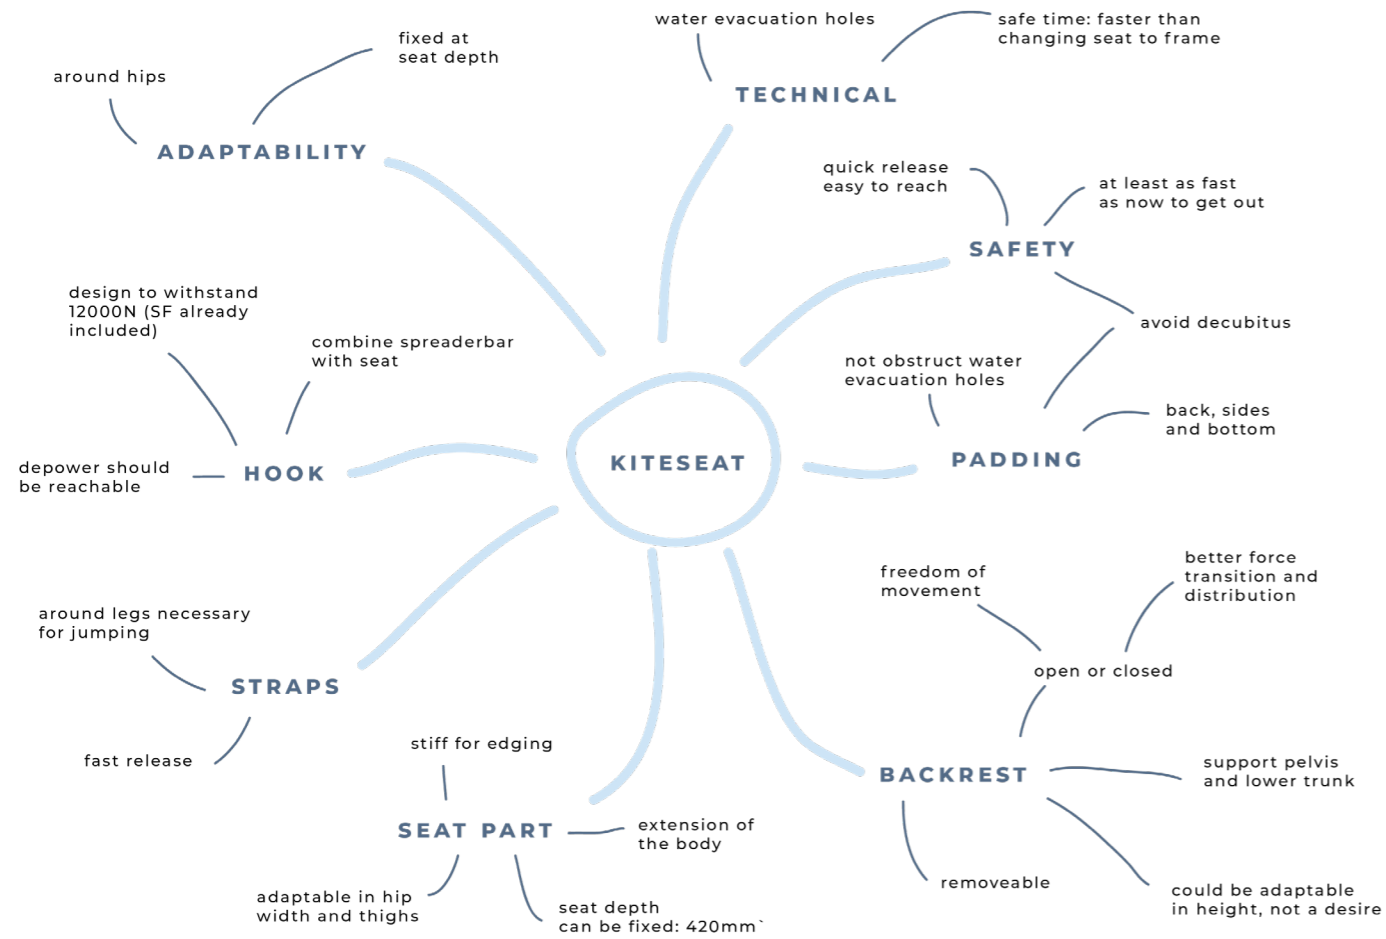 water evacuation holes
safe time: faster than
changing seat to frame
TECHNICAL
fixed at
seat depth
around hips
ADAPTABILITY
quick release
easy to reach
at least as fast
as now to get out
SAFETY
avoid decubitus
design to withstand
12000N (SF already
included)
combine spreaderbar
with seat
depower should
be reachable
HOOK
KITESEAT
not obstruct water
evacuation holes
back, sides
and bottom
PADDING
around legs necessary
for jumping
STRAPS
fast release
freedom of
movement
better force
transition and
distribution
open or closed
BACKREST
support pelvis
and lower trunk
removeable
could be adaptable
in height, not a desire
stiff for edging
SEAT PART
extension of
the body
adaptable in hip
width and thighs
seat depth
can be fixed: 420mm`